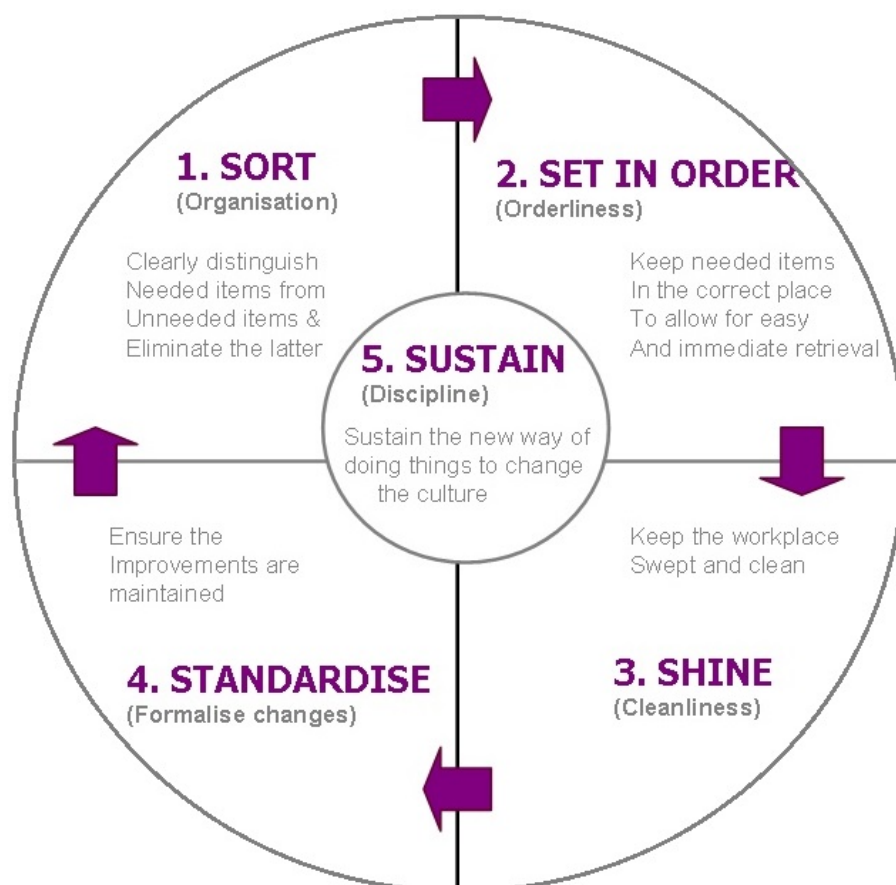 1. SORT
(Organisation)
Clearly distinguish
Needed items from
Unneeded items &
Eliminate the latter
2. SET IN ORDER
(Orderliness)
Keep needed items
In the correct place
To allow for easy
And immediate retrieval
3. SHINE
(Cleanliness)
Keep the workplace
Swept and clean
4. STANDARDISE
(Formalise changes)
Ensure the
Improvements are
maintained
5. SUSTAIN
(Discipline)
Sustain the new way of
doing things to change
the culture